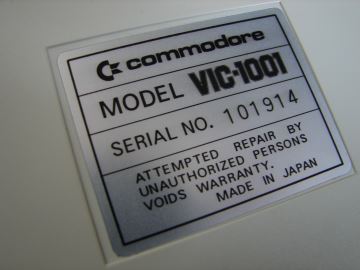 commodore
MODEL VIC-1001
SERIAL NO. 101914
ATTEMPTED REPAIR BY
UNAUTHORIZED PERSONS
VOIDS WARRANTY.
MADE IN JAPAN